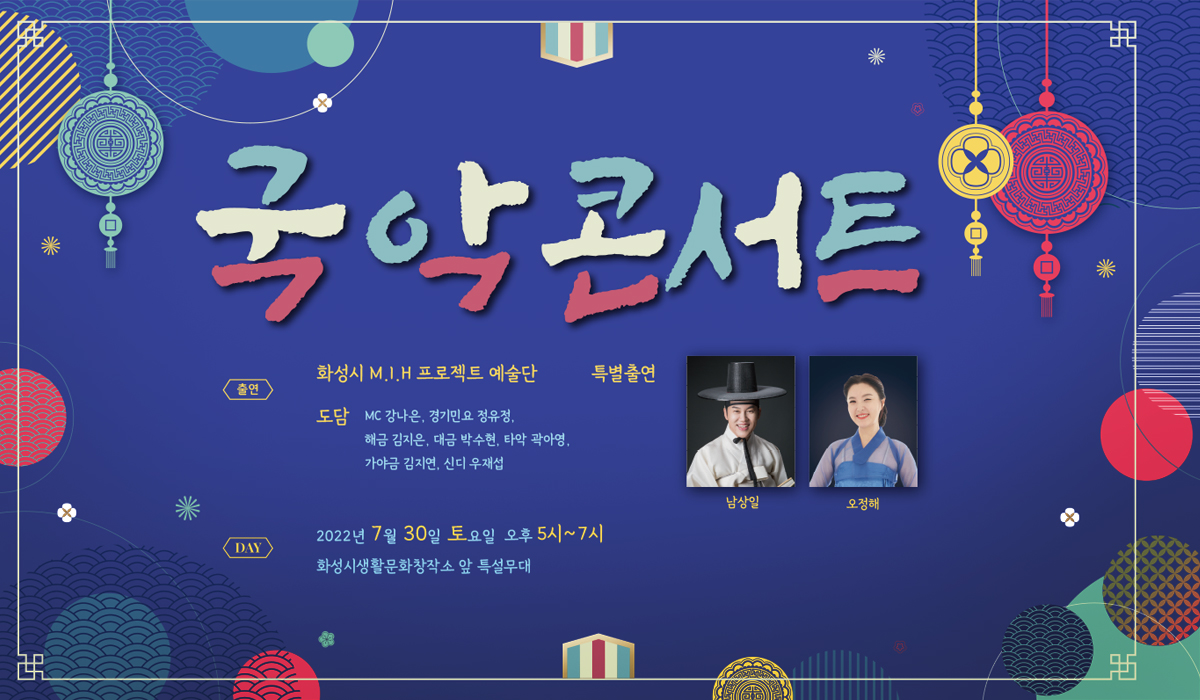 국악콘서트
출연
화성시 M.I.H 프로젝트 예술단
특별출연
도담
MC 강나은, 경기민요 정유정,
해금 김지은, 대금 박수현, 타악 곽아영,
가야금 김지연, 신디 우재섭
남상일
오정해
DAY
2022년 7월 30일 토요일 오후 5시~7시
화성시생활문화창작소 앞 특설무대